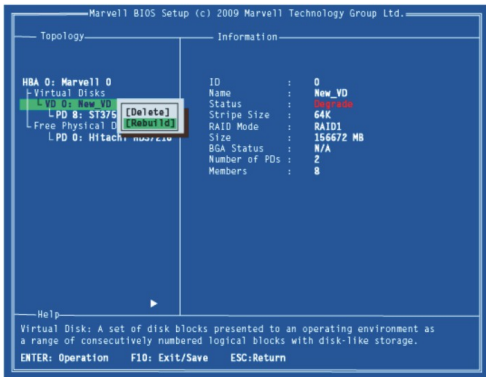 Marvell BIOS Setup (c) 2009 Marvell Technology Group Ltd.
Topology
HBA 0: Marvell 0
Virtual Disks
VD 0: New_VD
PD 8: ST375
Free Physical D
PD 0: Hitachi
[Delete]
[Rebuild]
Information
ID : 0
Name : New_VD
Status : Degrade
Stripe Size : 64K
RAID Mode : RAID1
Size : 156672 MB
BGA Status : N/A
Number of PDs : 2
Members : 8
Help
Virtual Disk: A set of disk blocks presented to an operating environment as
a range of consecutively numbered logical blocks with disk-like storage.
ENTER: Operation F10: Exit/Save ESC:Return